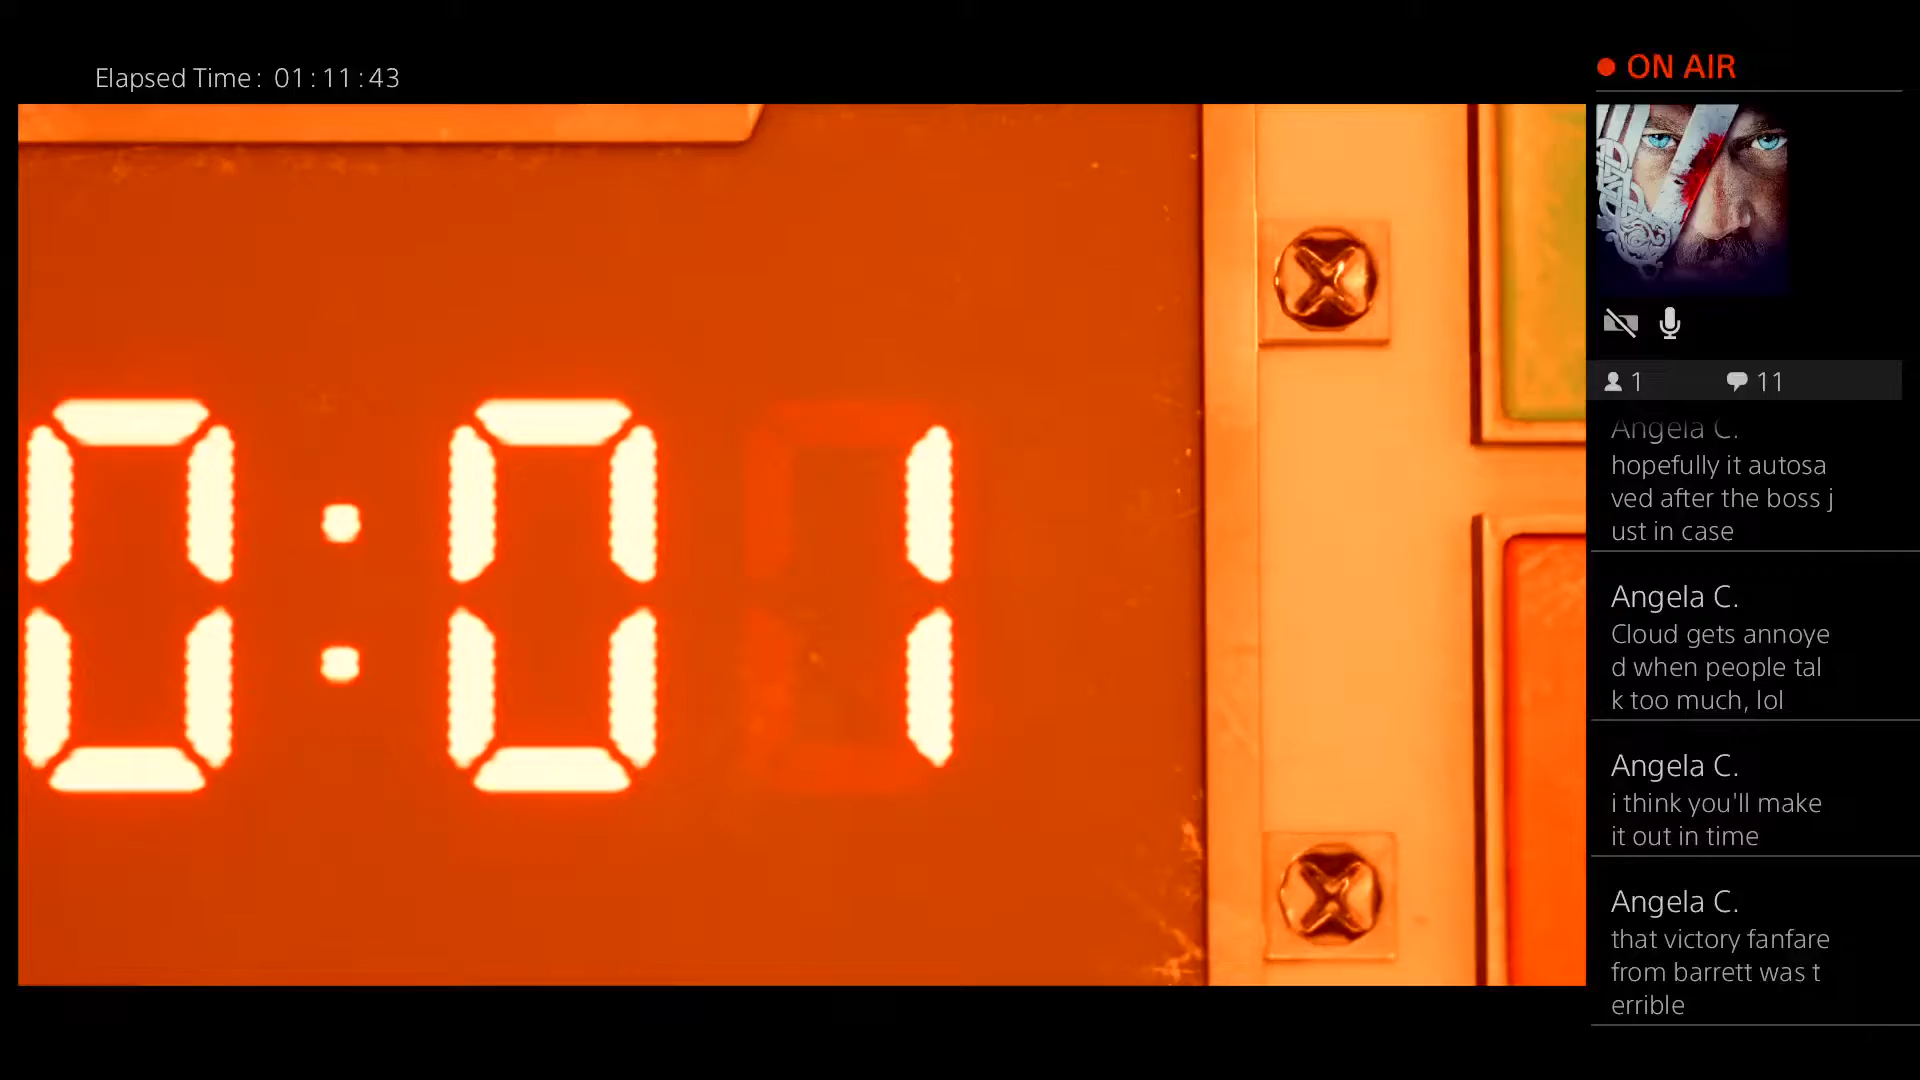 Elapsed Time: 01:11:43
ON AIR
0:01
1
11
Angela C.
hopefully it autosa
ved after the boss j
ust in case
Angela C.
Cloud gets annoye
d when people tal
k too much, lol
Angela C.
i think you'll make
it out in time
Angela C.
that victory fanfare
from barrett was t
errible